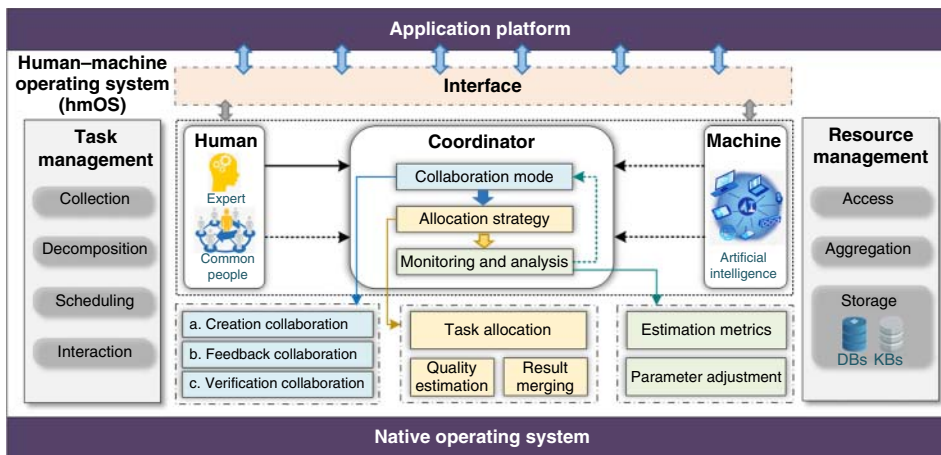 Application platform
Human–machine
operating system
(hmOS)
Interface
Task
management
Collection
Decomposition
Scheduling
Interaction
Human
Expert
Common
people
Coordinator
Collaboration mode
Allocation strategy
Monitoring and analysis
Machine
AI
Artificial
intelligence
Resource
management
Access
Aggregation
Storage
DBs KBs
a. Creation collaboration
b. Feedback collaboration
c. Verification collaboration
Task allocation
Quality
estimation
Result
merging
Estimation metrics
Parameter adjustment
Native operating system